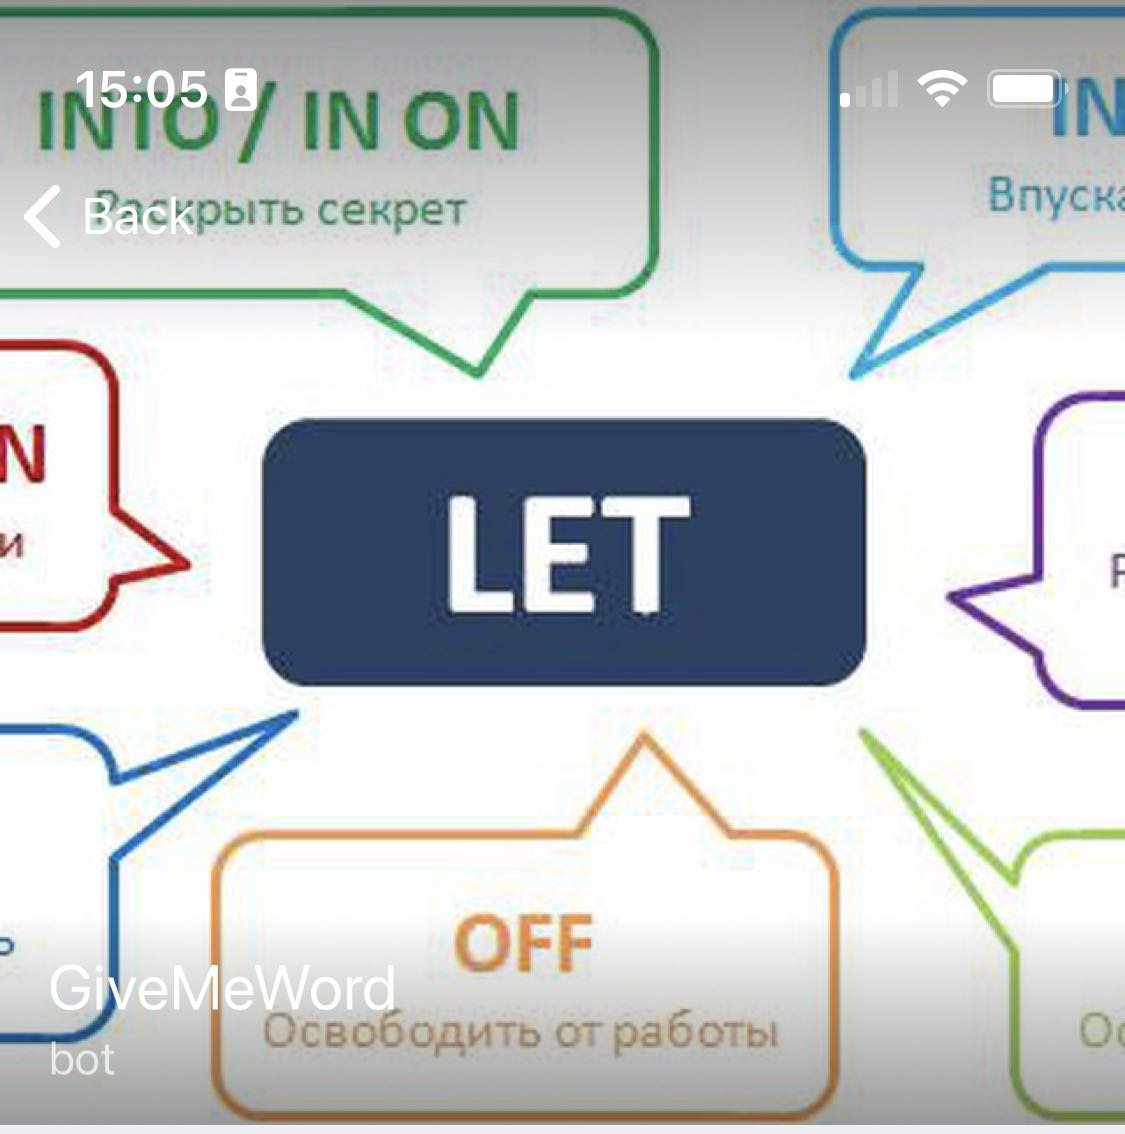 15:05
INTO / IN ON
IN
Back
Раскрыть секрет
Впуска
N
LET
и
OFF
GiveMeWord
Освободить от работы
bot